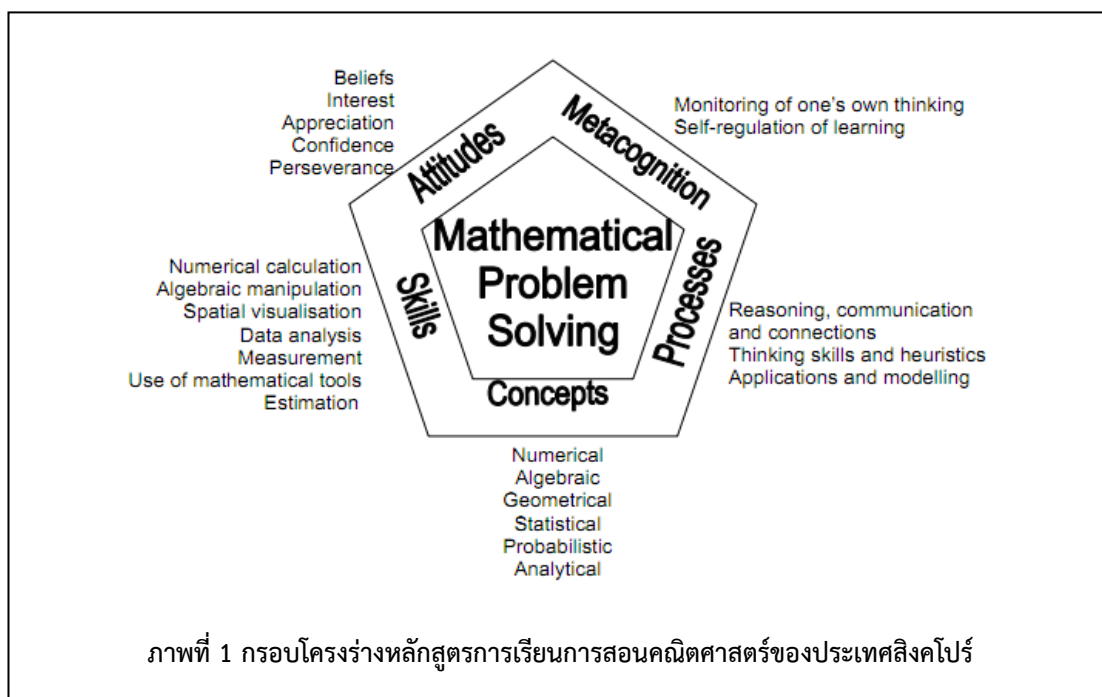 Beliefs
Interest
Appreciation
Confidence
Perseverance
Attitudes
Metacognition
Monitoring of one's own thinking
Self-regulation of learning
Mathematical
Problem
Solving
Skills
Numerical calculation
Algebraic manipulation
Spatial visualisation
Data analysis
Measurement
Use of mathematical tools
Estimation
Processes
Reasoning, communication
and connections
Thinking skills and heuristics
Applications and modelling
Concepts
Numerical
Algebraic
Geometrical
Statistical
Probabilistic
Analytical
ภาพที่ 1 กรอบโครงร่างหลักสูตรการเรียนการสอนคณิตศาสตร์ของประเทศสิงคโปร์